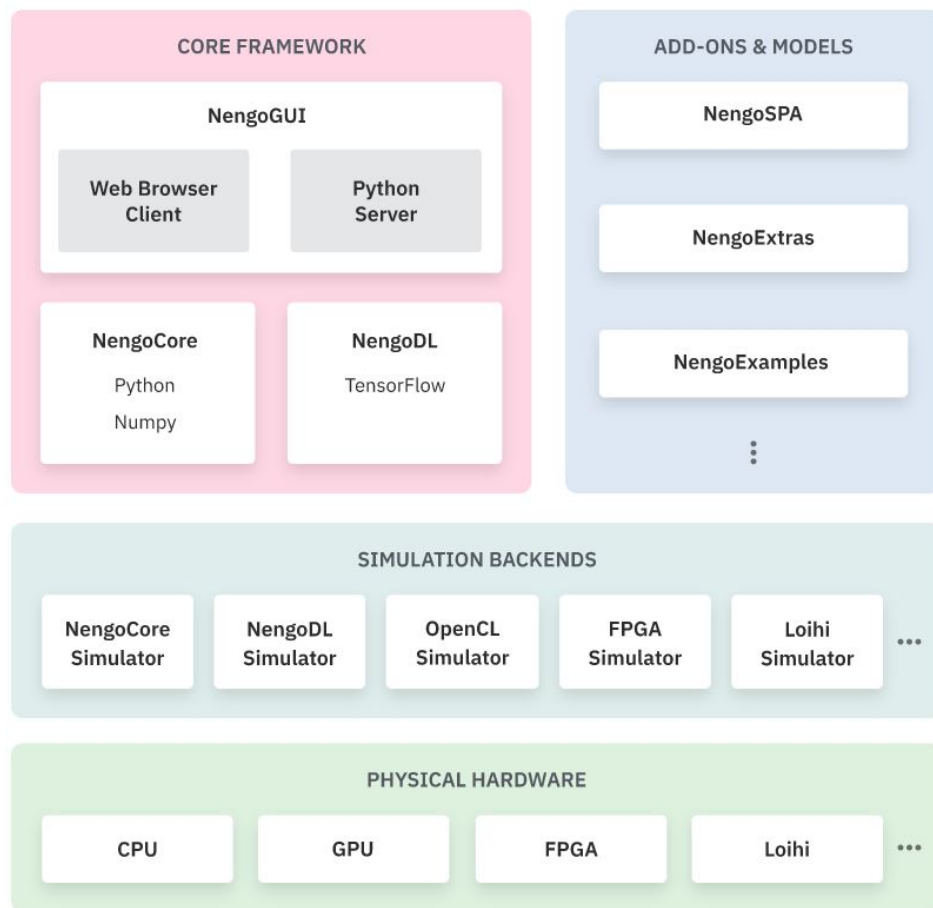 CORE FRAMEWORK
NengoGUI
Web Browser
Client
Python
Server
NengoCore
Python
Numpy
NengoDL
TensorFlow
ADD-ONS & MODELS
NengoSPA
NengoExtras
NengoExamples
SIMULATION BACKENDS
NengoCore
Simulator
NengoDL
Simulator
OpenCL
Simulator
FPGA
Simulator
Loihi
Simulator
PHYSICAL HARDWARE
CPU
GPU
FPGA
Loihi